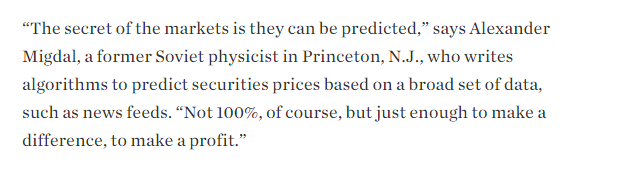 “The secret of the markets is they can be predicted,” says Alexander
Migdal, a former Soviet physicist in Princeton, N.J., who writes
algorithms to predict securities prices based on a broad set of data,
such as news feeds. “Not 100%, of course, but just enough to make a
difference, to make a profit.”